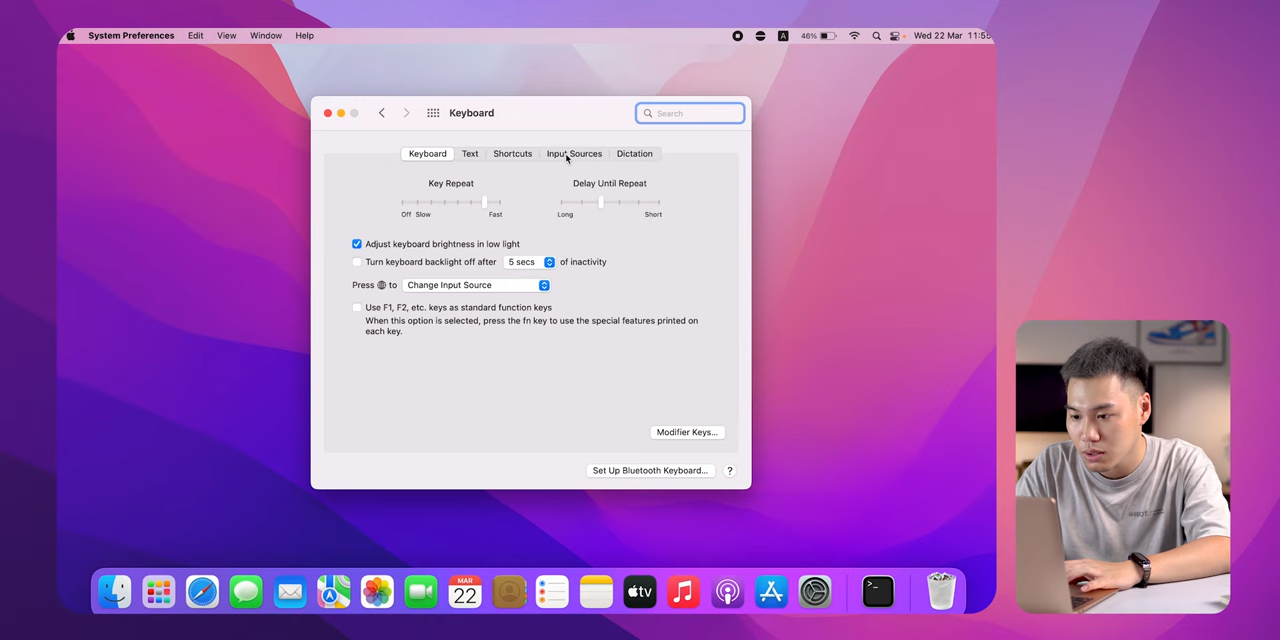 System Preferences Edit View Window Help 46% Wed 22 Mar 11:55
Keyboard Search
Keyboard Text Shortcuts Input Sources Dictation
Key Repeat Delay Until Repeat
Off Slow Fast Long Short
Adjust keyboard brightness in low light
Turn keyboard backlight off after 5 secs of inactivity
Press to Change Input Source
Use F1, F2, etc. keys as standard function keys
When this option is selected, press the fn key to use the special features printed on
each key.
Modifier Keys...
Set Up Bluetooth Keyboard... ?
MAR
22
tv